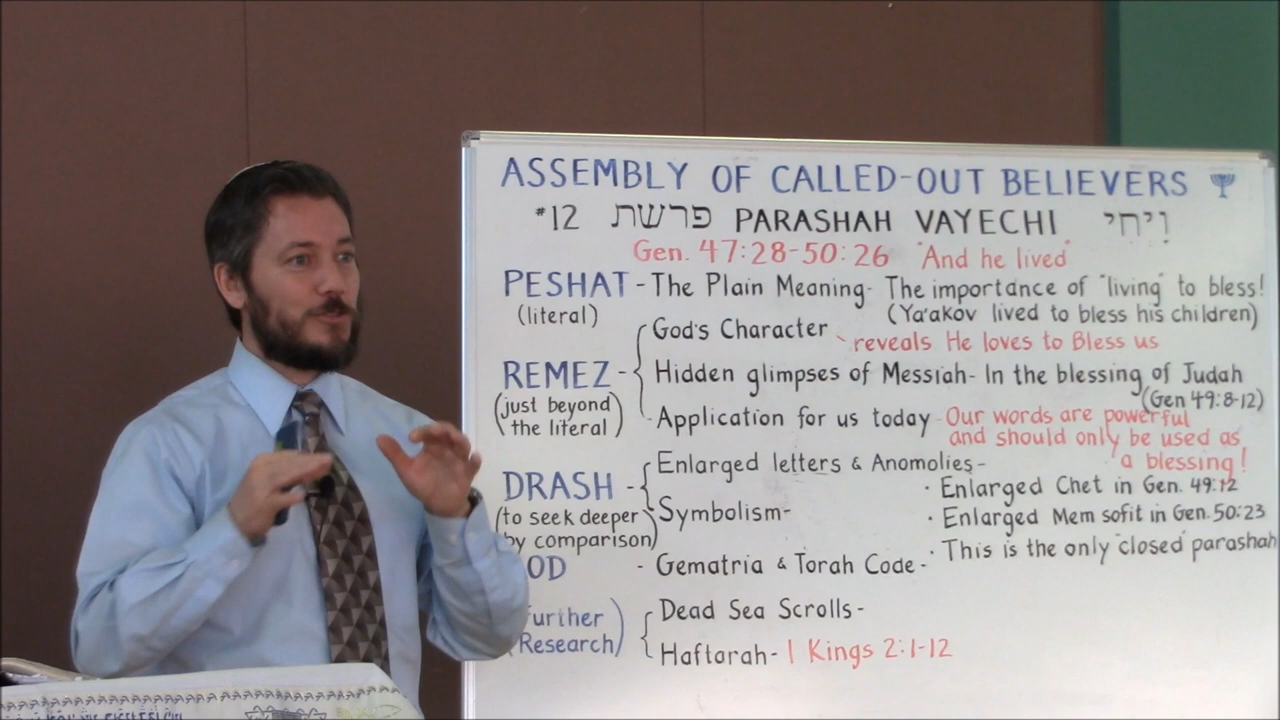 ASSEMBLY OF CALLED-OUT BELIEVERS
#12 פרשת PARASHAH VAYECHI וַיְחִי
Gen. 47:28-50:26 "And he lived"
PESHAT - The Plain Meaning - The importance of "living" to bless!
(literal) (Ya'akov lived to bless his children)
God's Character - reveals He loves to Bless us
REMEZ - Hidden glimpses of Messiah - In the blessing of Judah
(just beyond the literal) (Gen 49:8-12)
Application for us today - Our words are powerful
and should only be used as
a blessing!
DRASH - Enlarged letters & Anomolies -
(to seek deeper by comparison) · Enlarged Chet in Gen. 49:12
Symbolism - · Enlarged Mem sofit in Gen. 50:23
· This is the only "closed" parashah
OD - Gematria & Torah Code -
Further Research) Dead Sea Scrolls -
Haftorah - 1 Kings 2:1-12